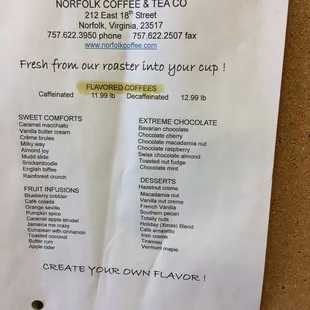 NORFOLK COFFEE & TEA CO
212 East 18th Street
Norfolk, Virginia, 23517
757.622.3950 phone 757.622.2507 fax
www.norfolkcoffee.com
Fresh from our roaster into your cup !
FLAVORED COFFEES
Caffeinated 11.99 lb Decaffeinated 12.99 lb
SWEET COMFORTS
Caramel macchiato
Vanilla butter cream
Crème brulee
Milky way
Almond joy
Mudd slide
Snickerdoodle
English toffee
Rainforest crunch
FRUIT INFUSIONS
Blueberry cobbler
Café colada
Orange seville
Pumpkin spice
Caramel apple strudel
Jamaica me crazy
European with cinnamon
Toasted coconut
Butter rum
Apple cider
EXTREME CHOCOLATE
Bavarian chocolate
Chocolate cherry
Chocolate macadamia nut
Chocolate raspberry
Swiss chocolate almond
Toasted nut fudge
Chocolate mint
DESSERTS
Hazelnut creme
Macadamia nut
Vanilla nut creme
French Vanilla
Southern pecan
Totally nuts
Holiday (Xmas) Blend
Café amaretto
Irish creme
Tiramisu
Vermont maple
CREATE YOUR OWN FLAVOR !